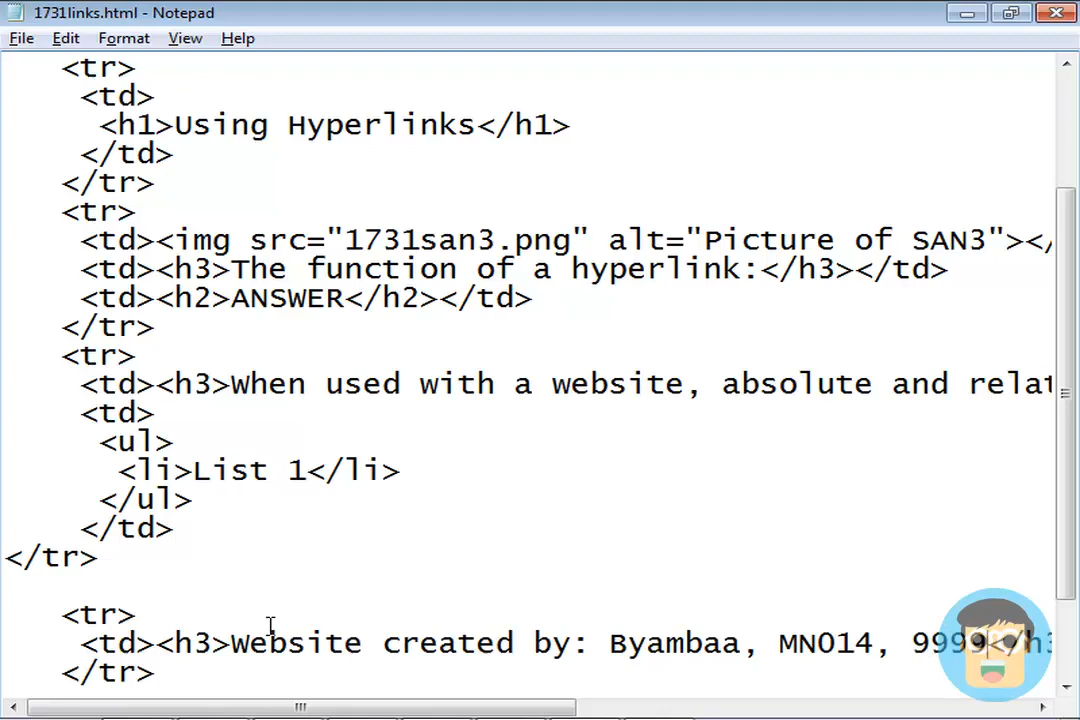 1731links.html - Notepad
File Edit Format View Help
<tr>
<td>
<h1>Using Hyperlinks</h1>
</td>
</tr>
<tr>
<td><img src="1731san3.png" alt="Picture of SAN3"></
<td><h3>The function of a hyperlink:</h3></td>
<td><h2>ANSWER</h2></td>
</tr>
<tr>
<td><h3>When used with a website, absolute and relat
<td>
<ul>
<li>List 1</li>
</ul>
</td>
</tr>
<tr>
<td><h3>Website created by: Byambaa, MN014, 9999</h3
</tr>